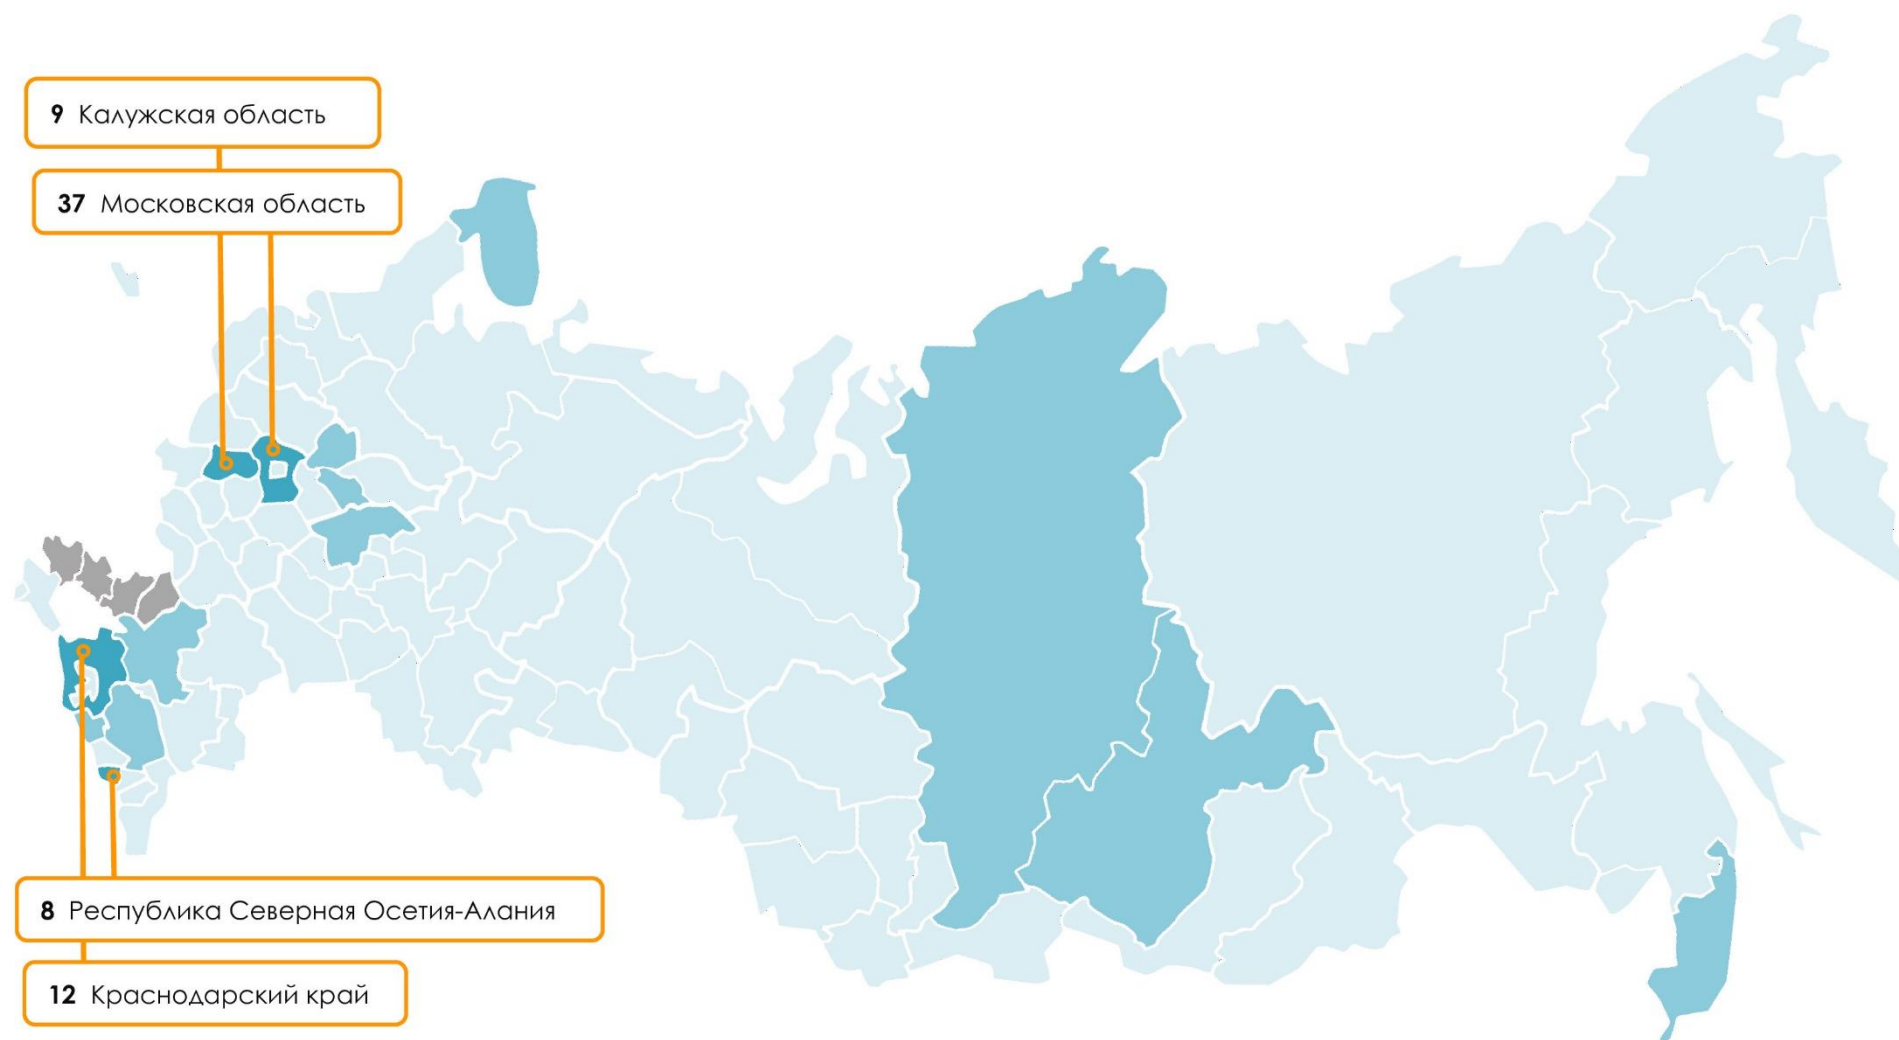 9 Калужская область
37 Московская область
8 Республика Северная Осетия-Алания
12 Краснодарский край